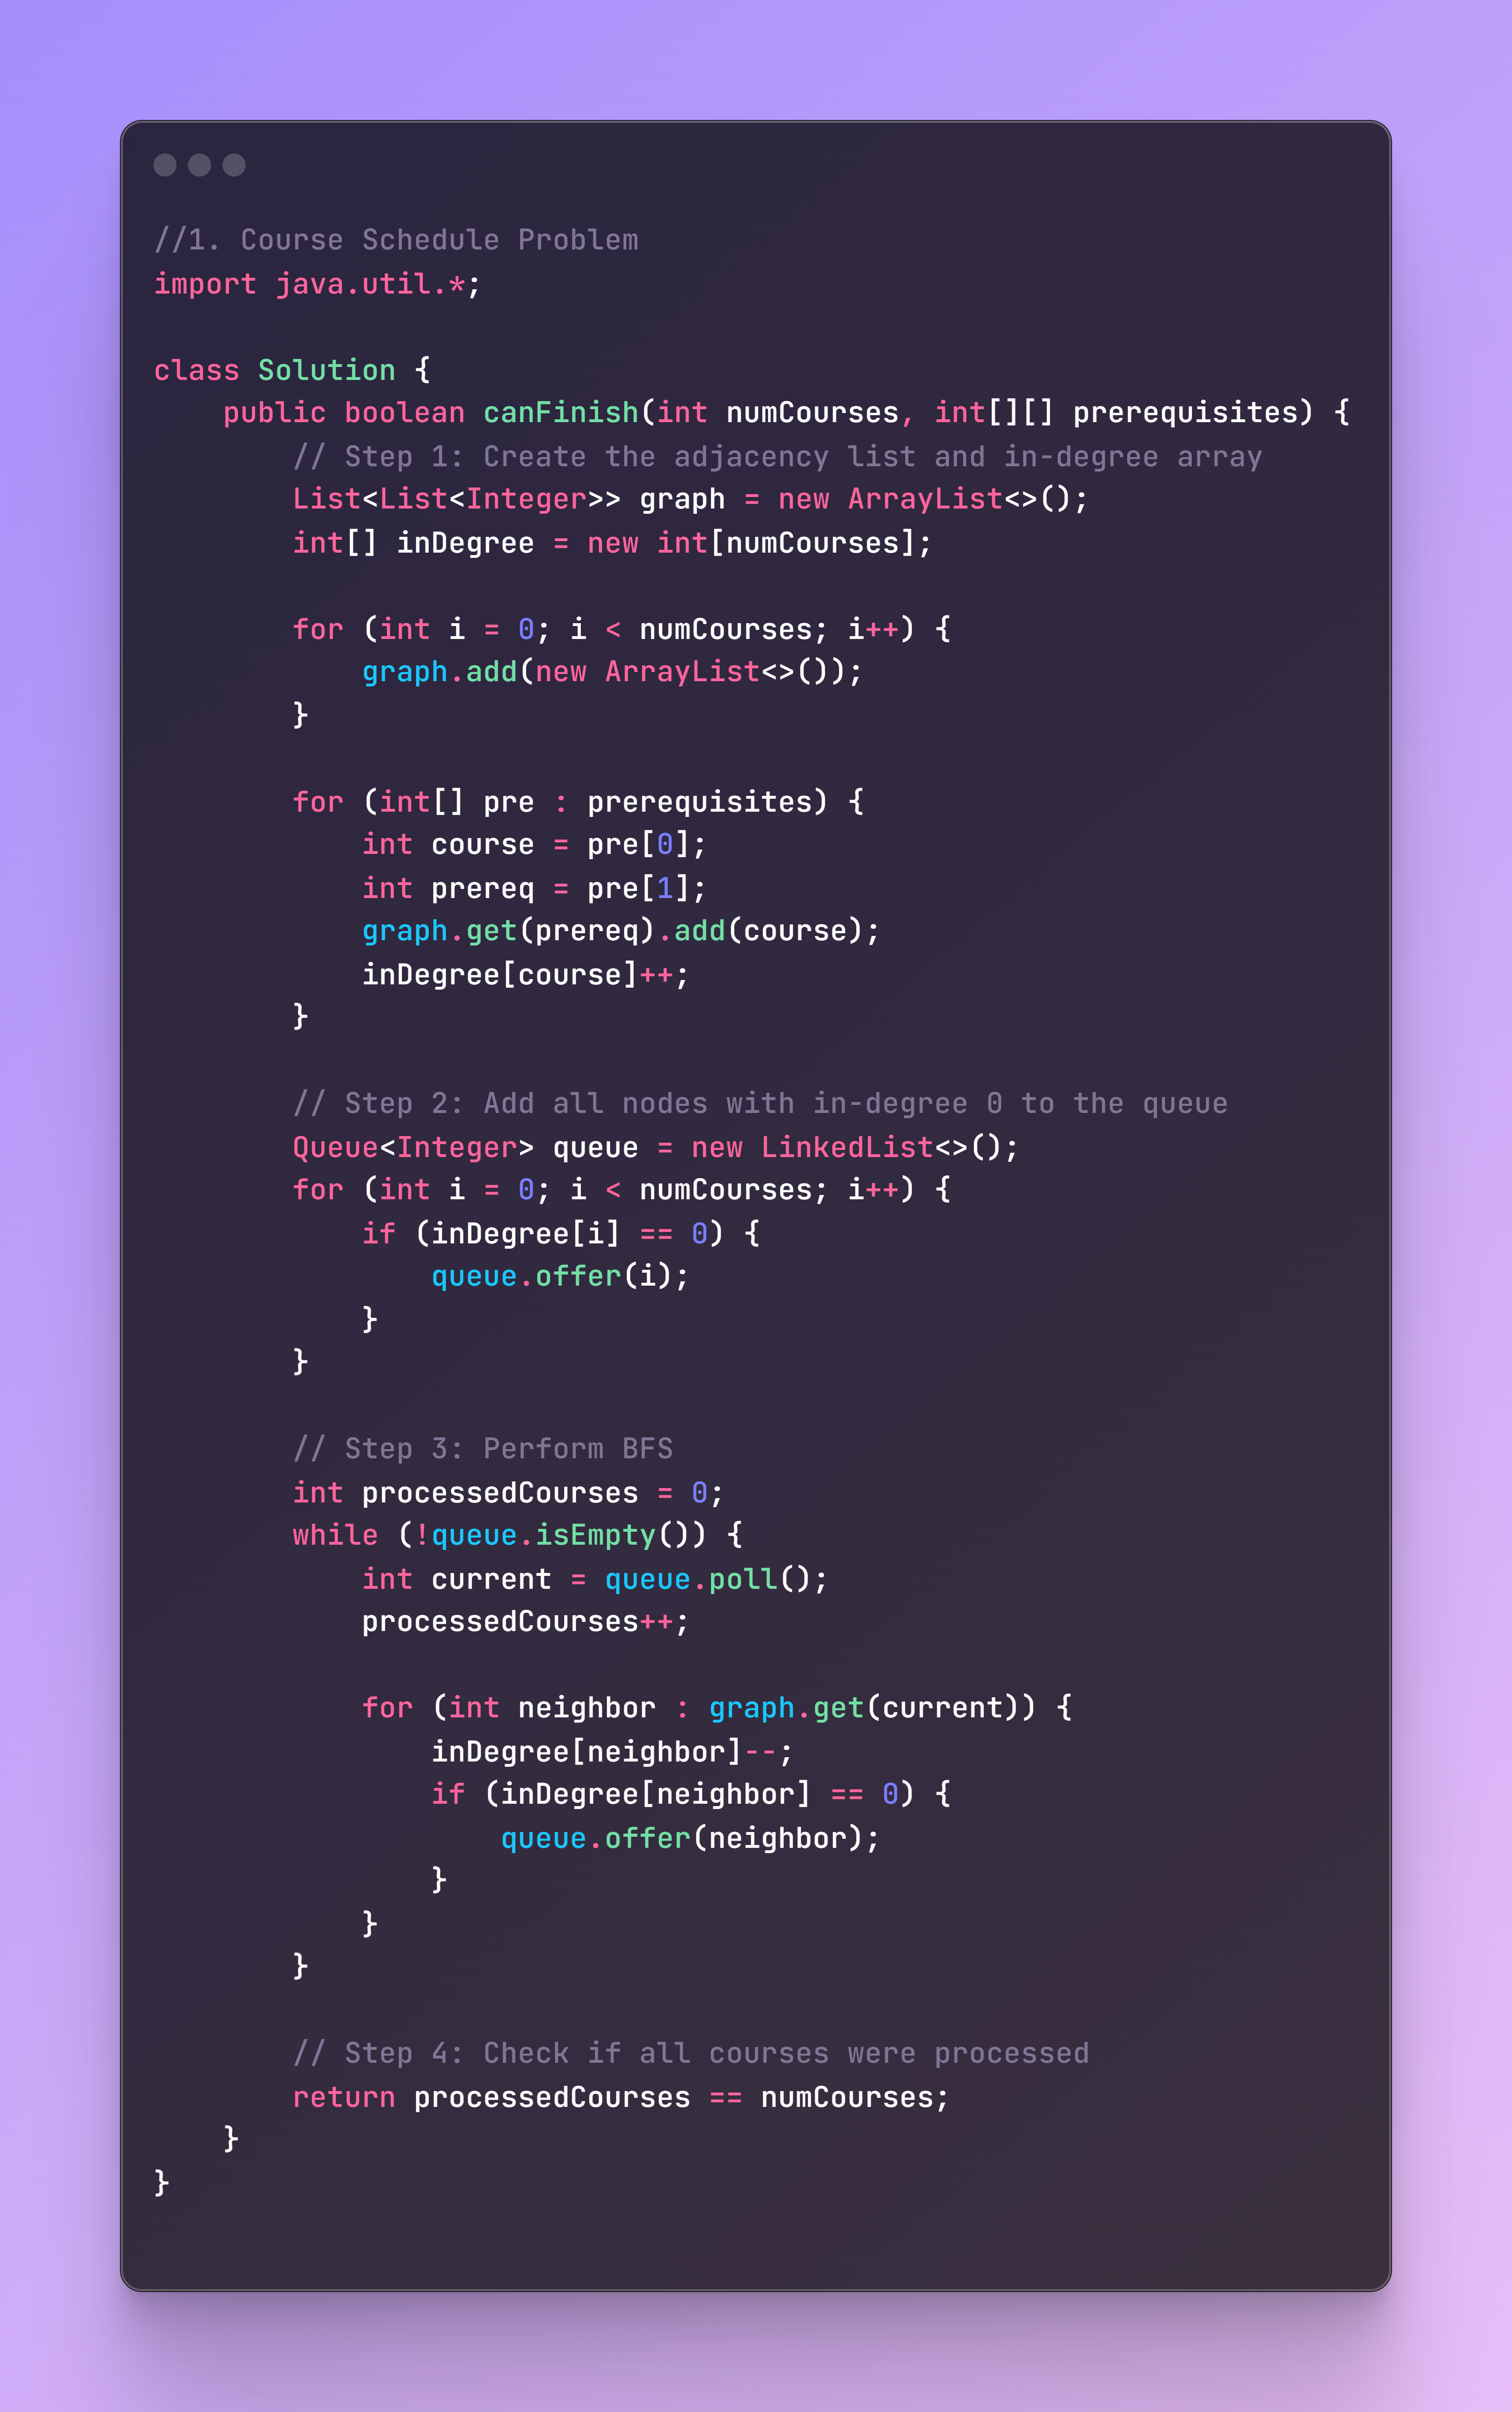 //1. Course Schedule Problem
import java.util.*;

class Solution {
    public boolean canFinish(int numCourses, int[][] prerequisites) {
        // Step 1: Create the adjacency list and in-degree array
        List<List<Integer>> graph = new ArrayList<>();
        int[] inDegree = new int[numCourses];

        for (int i = 0; i < numCourses; i++) {
            graph.add(new ArrayList<>());
        }

        for (int[] pre : prerequisites) {
            int course = pre[0];
            int prereq = pre[1];
            graph.get(prereq).add(course);
            inDegree[course]++;
        }

        // Step 2: Add all nodes with in-degree 0 to the queue
        Queue<Integer> queue = new LinkedList<>();
        for (int i = 0; i < numCourses; i++) {
            if (inDegree[i] == 0) {
                queue.offer(i);
            }
        }

        // Step 3: Perform BFS
        int processedCourses = 0;
        while (!queue.isEmpty()) {
            int current = queue.poll();
            processedCourses++;

            for (int neighbor : graph.get(current)) {
                inDegree[neighbor]--;
                if (inDegree[neighbor] == 0) {
                    queue.offer(neighbor);
                }
            }
        }

        // Step 4: Check if all courses were processed
        return processedCourses == numCourses;
    }
}